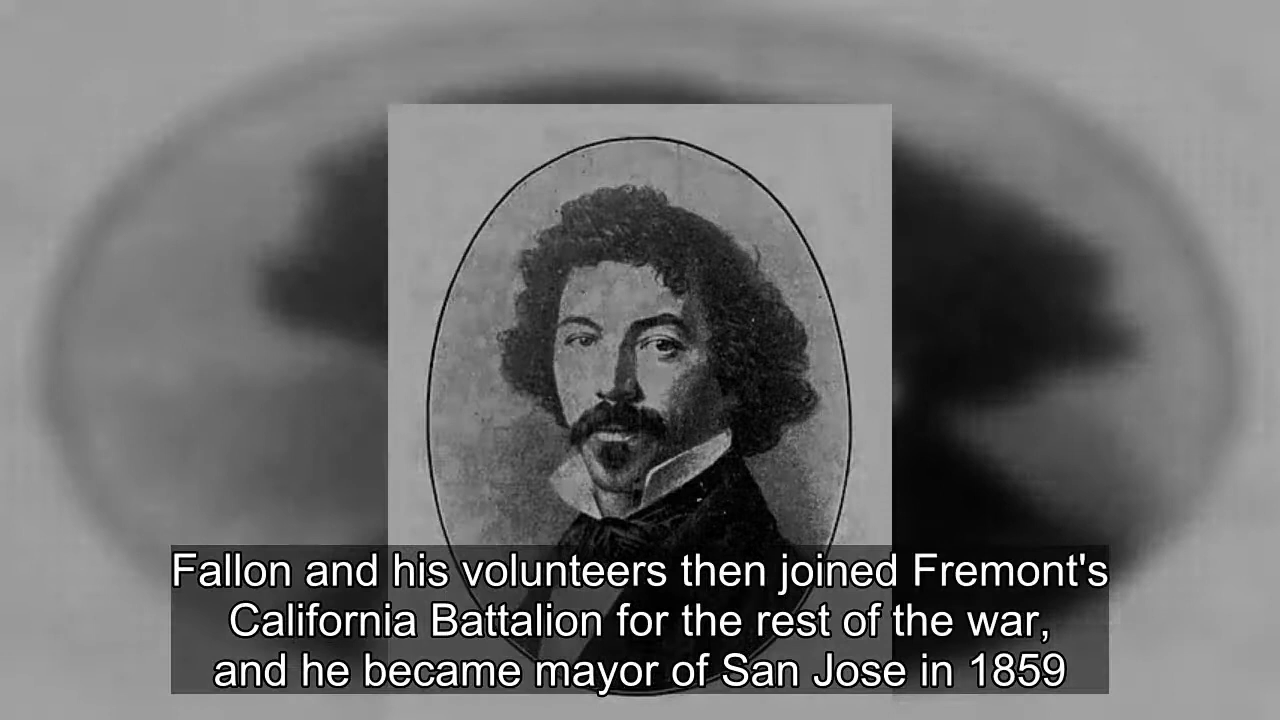 Fallon and his volunteers then joined Fremont's
California Battalion for the rest of the war,
and he became mayor of San Jose in 1859